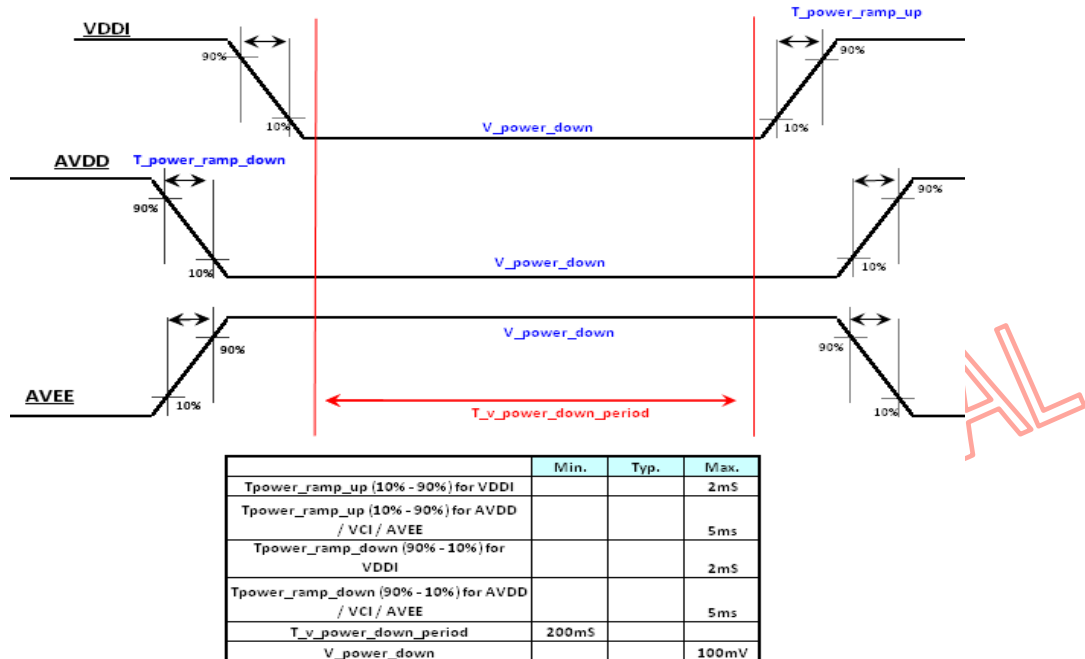 T_power_ramp_up
VDDI
90%
90%
10%
V_power_down
10%
AVDD
T_power_ramp_down
90%
90%
10%
V_power_down
10%
V_power_down
90%
90%
AVEE
10%
T_v_power_down_period
10%
AL
Min. Typ. Max.
Tpower_ramp_up (10% - 90%) for VDDI 2mS
Tpower_ramp_up (10% - 90%) for AVDD
/ VCI / AVEE 5ms
Tpower_ramp_down (90% - 10%) for
VDDI 2mS
Tpower_ramp_down (90% - 10%) for AVDD
/ VCI / AVEE 5ms
T_v_power_down_period 200mS
V_power_down 100mV